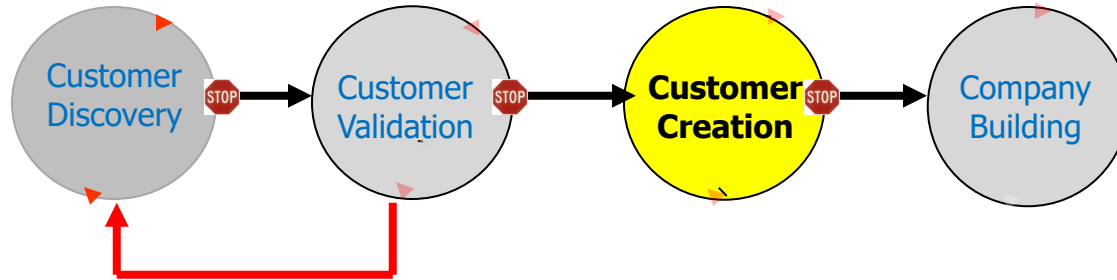 Customer
Discovery
STOP
Customer
Validation
STOP
Customer
Creation
STOP
Company
Building